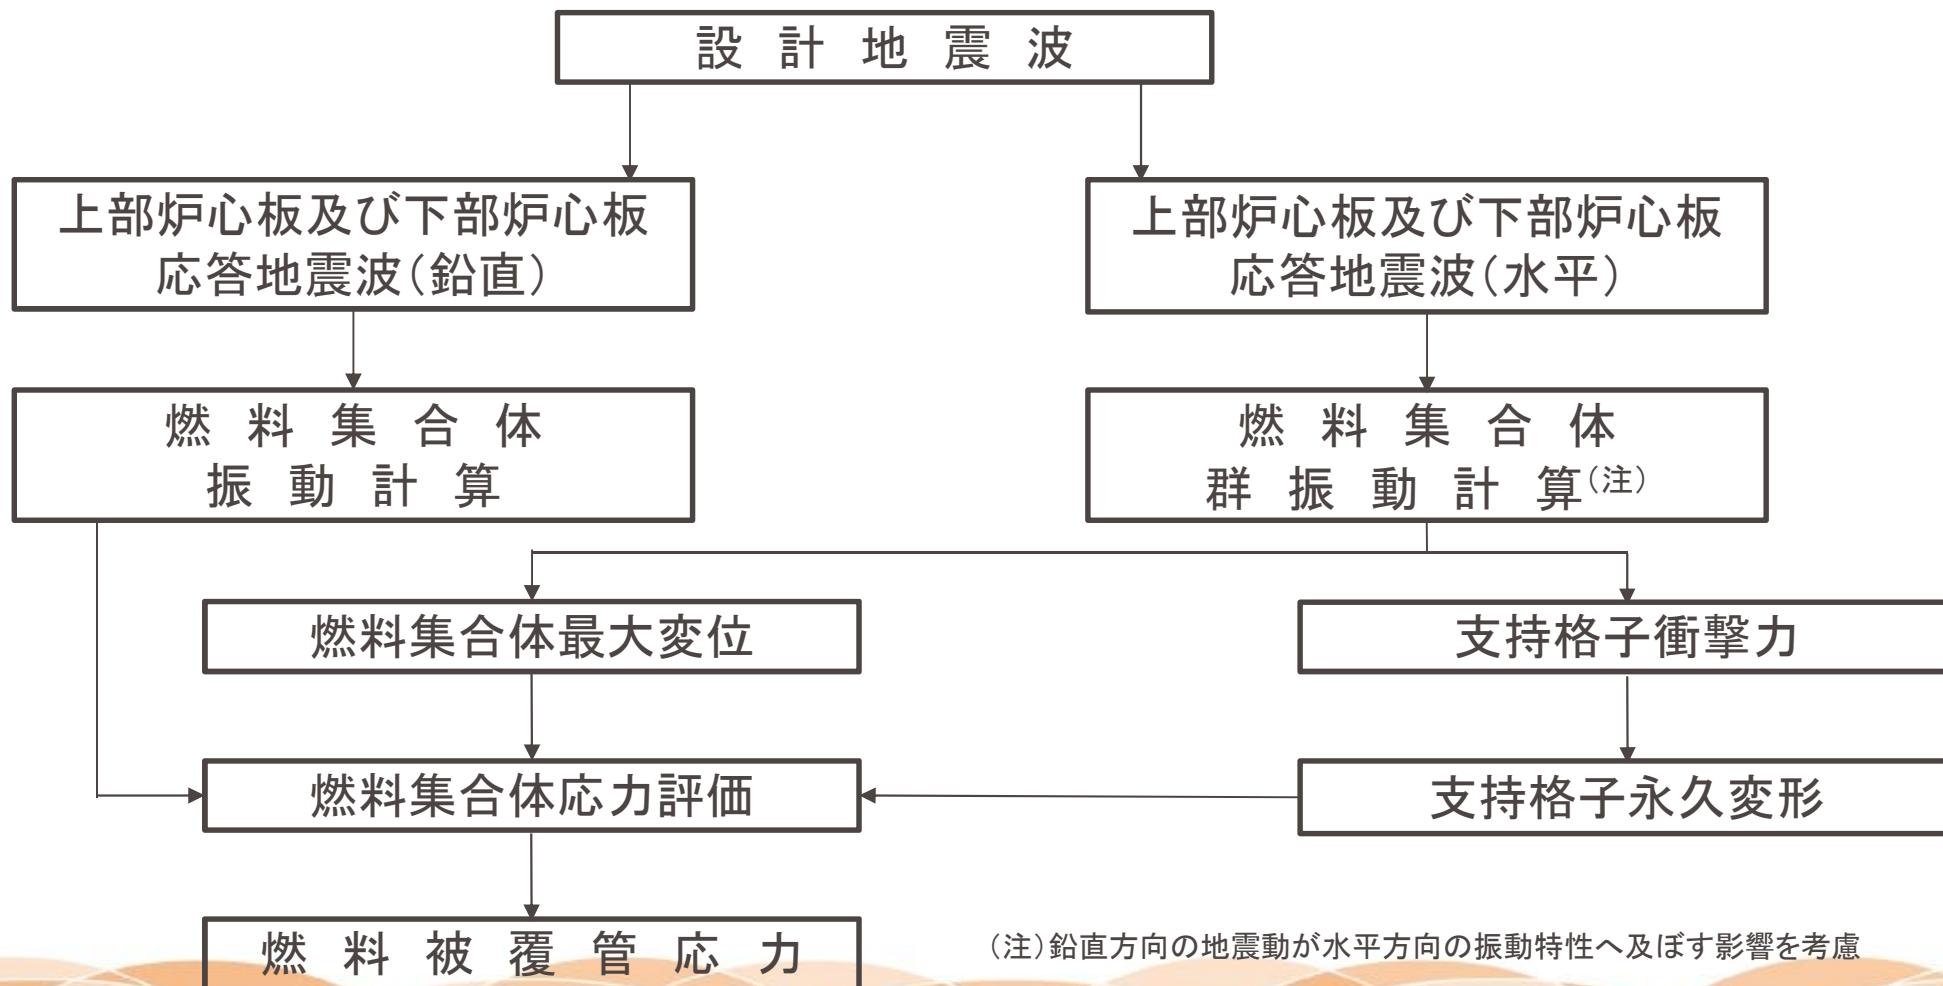 設計地震波
上部炉心板及び下部炉心板
応答地震波(鉛直)
上部炉心板及び下部炉心板
応答地震波(水平)
燃料集合体
振動計算
燃料集合体
群振動計算(注)
燃料集合体最大変位
支持格子衝撃力
燃料集合体応力評価
支持格子永久変形
燃料被覆管応力
(注)鉛直方向の地震動が水平方向の振動特性へ及ぼす影響を考慮